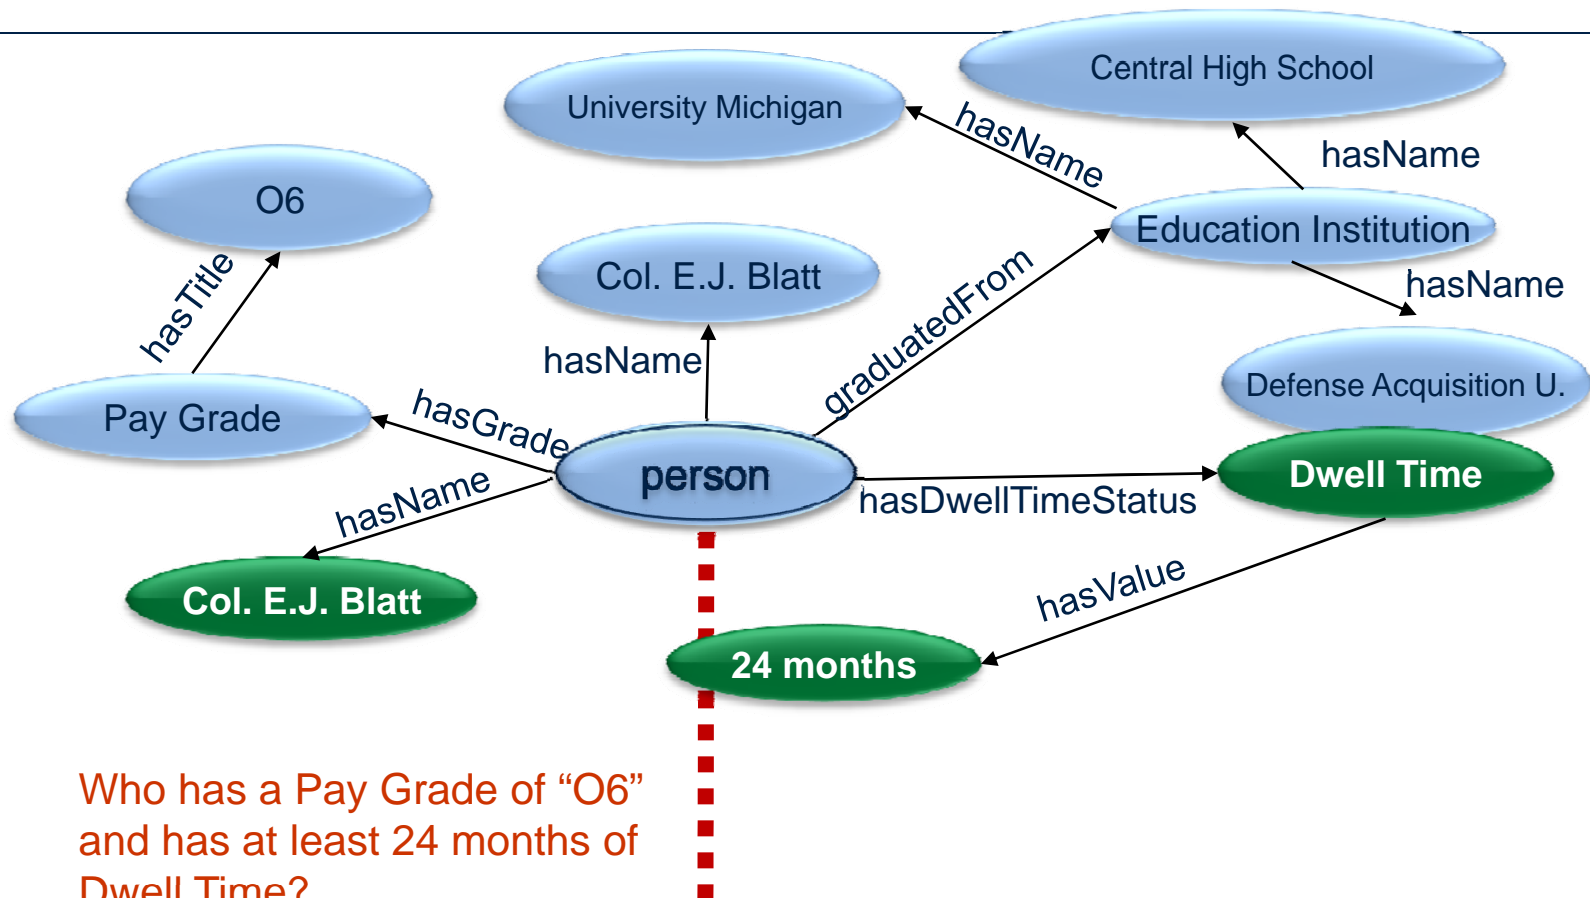 Central High School
University Michigan
hasName
hasName
O6
Education Institution
Col. E.J. Blatt
hasTitle
graduatedFrom
hasName
hasName
Defense Acquisition U.
Pay Grade
hasGrade
person
Dwell Time
hasName
hasDwellTimeStatus
hasValue
Col. E.J. Blatt
24 months
Who has a Pay Grade of “O6”
and has at least 24 months of
Dwell Time?